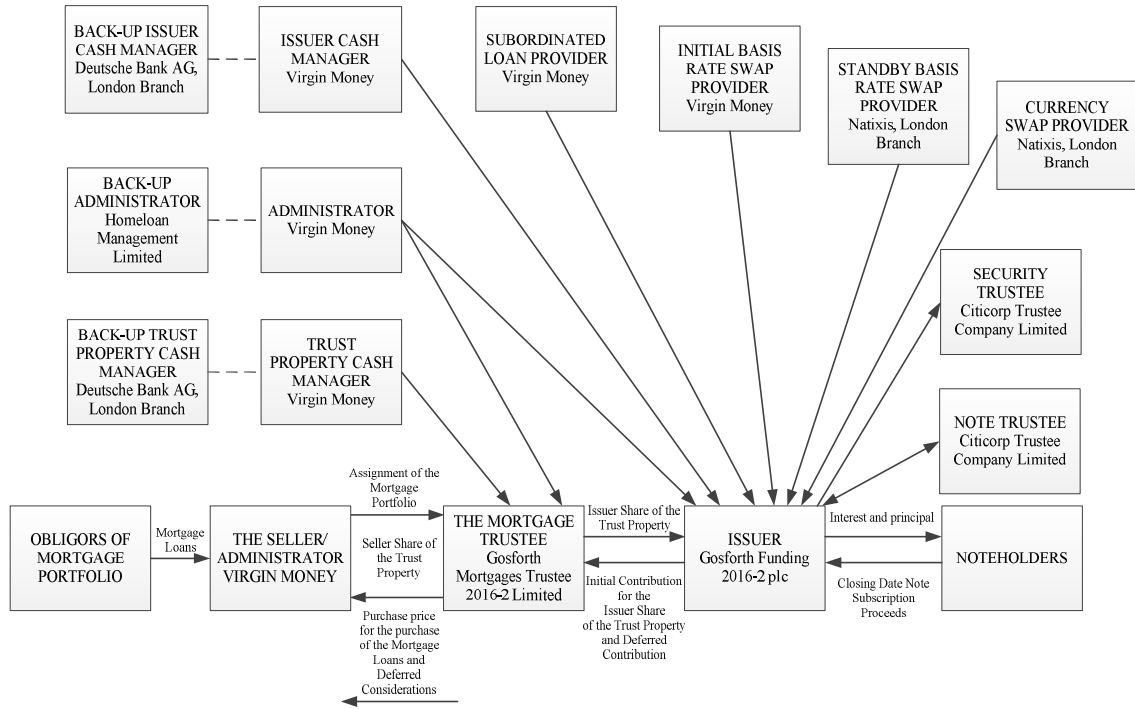 BACK-UP ISSUER
CASH MANAGER
Deutsche Bank AG,
London Branch
ISSUER CASH
MANAGER
Virgin Money
SUBORDINATED
LOAN PROVIDER
Virgin Money
INITIAL BASIS
RATE SWAP
PROVIDER
Virgin Money
STANDBY BASIS
RATE SWAP
PROVIDER
Natixis, London
Branch
CURRENCY
SWAP PROVIDER
Natixis, London
Branch
BACK-UP
ADMINISTRATOR
Homeloan
Management
Limited
ADMINISTRATOR
Virgin Money
SECURITY
TRUSTEE
Citicorp Trustee
Company Limited
BACK-UP TRUST
PROPERTY CASH
MANAGER
Deutsche Bank AG,
London Branch
TRUST
PROPERTY CASH
MANAGER
Virgin Money
NOTE TRUSTEE
Citicorp Trustee
Company Limited
OBLIGORS OF
MORTGAGE
PORTFOLIO
Mortgage
Loans
THE SELLER/
ADMINISTRATOR
VIRGIN MONEY
Assignment of the
Mortgage
Portfolio
Seller Share of
the Trust
Property
Purchase price
for the purchase
of the Mortgage
Loans and
Deferred
Considerations
THE MORTGAGE
TRUSTEE
Gosforth
Mortgages Trustee
2016-2 Limited
Issuer Share of the
Trust Property
Initial Contribution
for the
Issuer Share
of the Trust Property
and Deferred
Contribution
ISSUER
Gosforth Funding
2016-2 plc
Interest and principal
Closing Date Note
Subscription
Proceeds
NOTEHOLDERS